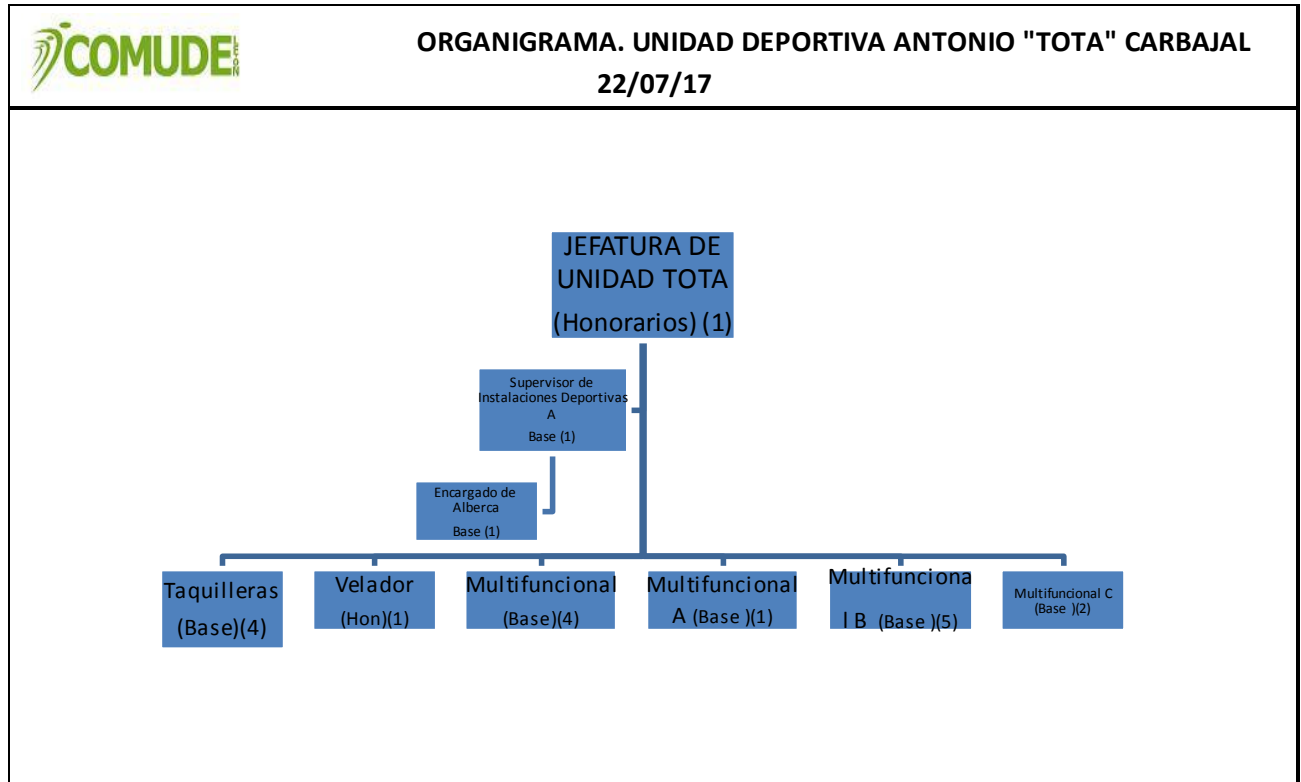 COMUDE LEON
ORGANIGRAMA. UNIDAD DEPORTIVA ANTONIO "TOTA" CARBAJAL
22/07/17
JEFATURA DE
UNIDAD TOTA
(Honorarios) (1)
Supervisor de
Instalaciones Deportivas
A
Base (1)
Encargado de
Alberca
Base (1)
Taquilleras
(Base)(4)
Velador
(Hon)(1)
Multifuncional
(Base)(4)
Multifuncional
A (Base )(1)
Multifunciona
l B (Base )(5)
Multifuncional C
(Base )(2)